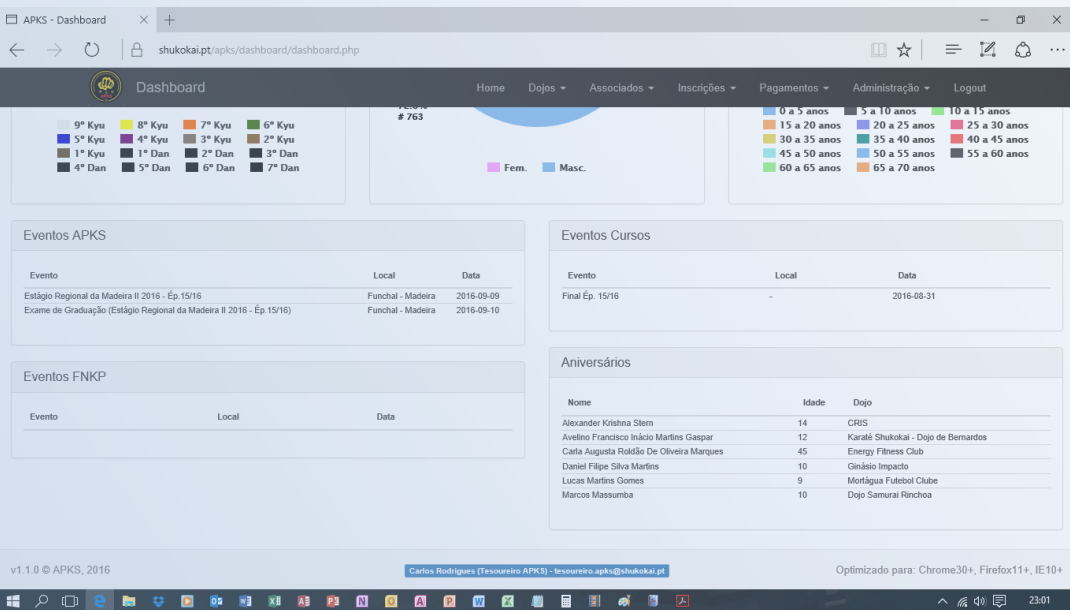 APKS - Dashboard
shukokai.pt/apks/dashboard/dashboard.php
Dashboard Home Dojos Associados Inscrições Pagamentos Administração Logout
9º Kyu 8º Kyu 7º Kyu 6º Kyu
5º Kyu 4º Kyu 3º Kyu 2º Kyu
1º Kyu 1º Dan 2º Dan 3º Dan
4º Dan 5º Dan 6º Dan 7º Dan
# 763
Fem. Masc.
0 a 5 anos 5 a 10 anos 10 a 15 anos
15 a 20 anos 20 a 25 anos 25 a 30 anos
30 a 35 anos 35 a 40 anos 40 a 45 anos
45 a 50 anos 50 a 55 anos 55 a 60 anos
60 a 65 anos 65 a 70 anos
Eventos APKS
Evento Local Data
Estágio Regional da Madeira II 2016 - Ép.15/16 Funchal - Madeira 2016-09-09
Exame de Graduação (Estágio Regional da Madeira II 2016 - Ép.15/16) Funchal - Madeira 2016-09-10
Eventos Cursos
Evento Local Data
Final Ép. 15/16 - 2016-08-31
Eventos FNKP
Evento Local Data
Aniversários
Nome Idade Dojo
Alexander Krishna Stern 14 CRIS
Avelino Francisco Inácio Martins Gaspar 12 Karaté Shukokai - Dojo de Bernardos
Carla Augusta Roldão De Oliveira Marques 45 Energy Fitness Club
Daniel Filipe Silva Martins 10 Ginásio Impacto
Lucas Martins Gomes 9 Mortágua Futebol Clube
Marcos Massumba 10 Dojo Samurai Rinchoa
v1.1.0 © APKS, 2016
Carlos Rodrigues (Tesoureiro APKS) - tesoureiro.apks@shukokai.pt
Optimizado para: Chrome30+, Firefox11+, IE10+
23:01